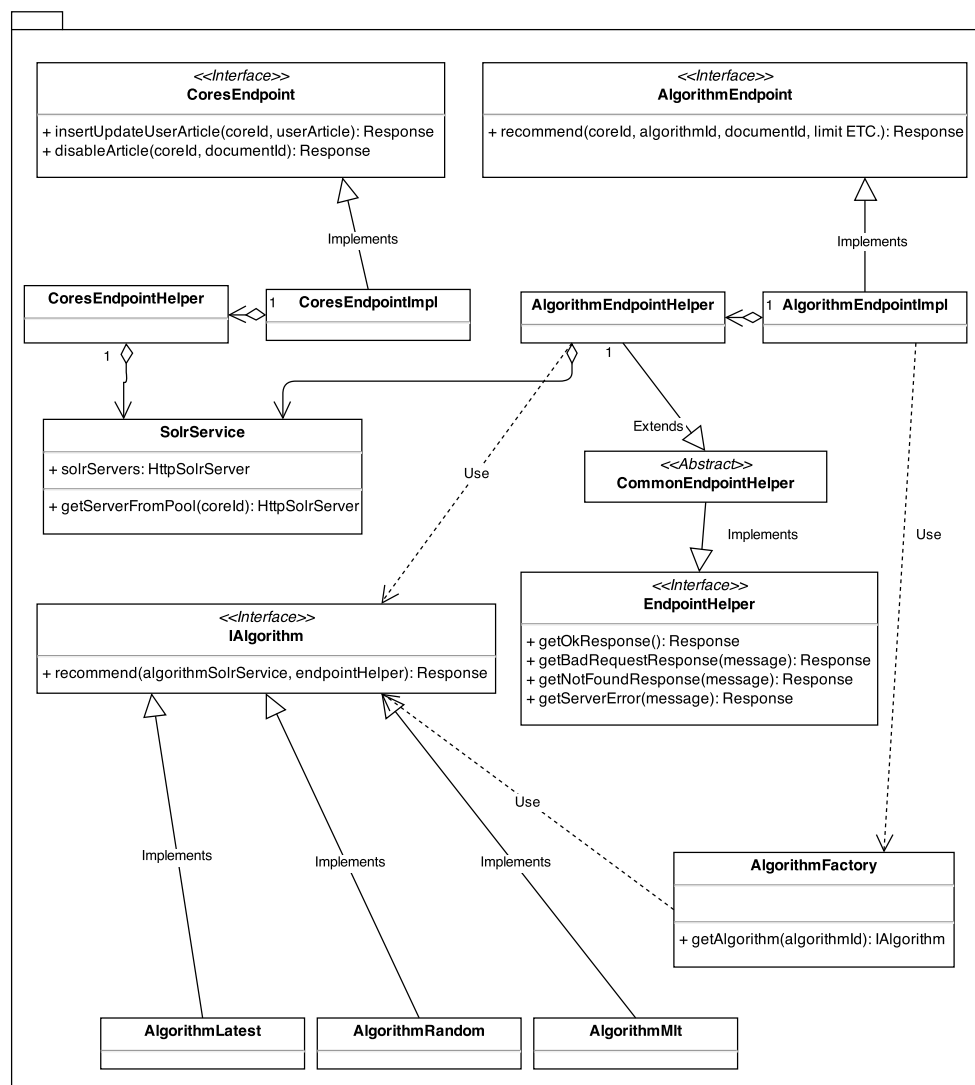 <<Interface>>
CoresEndpoint
+ insertUpdateUserArticle(coreId, userArticle): Response
+ disableArticle(coreId, documentId): Response
<<Interface>>
AlgorithmEndpoint
+ recommend(coreId, algorithmId, documentId, limit ETC.): Response
Implements
Implements
CoresEndpointHelper
1
CoresEndpointImpl
AlgorithmEndpointHelper
1
AlgorithmEndpointImpl
1
1
SolrService
+ solrServers: HttpSolrServer
+ getServerFromPool(coreId): HttpSolrServer
Extends
Use
<<Abstract>>
CommonEndpointHelper
Implements
Use
<<Interface>>
EndpointHelper
+ getOkResponse(): Response
+ getBadRequestResponse(message): Response
+ getNotFoundResponse(message): Response
+ getServerError(message): Response
<<Interface>>
IAlgorithm
+ recommend(algorithmSolrService, endpointHelper): Response
Use
Implements
Implements
Implements
AlgorithmFactory
+ getAlgorithm(algorithmId): IAlgorithm
AlgorithmLatest
AlgorithmRandom
AlgorithmMlt